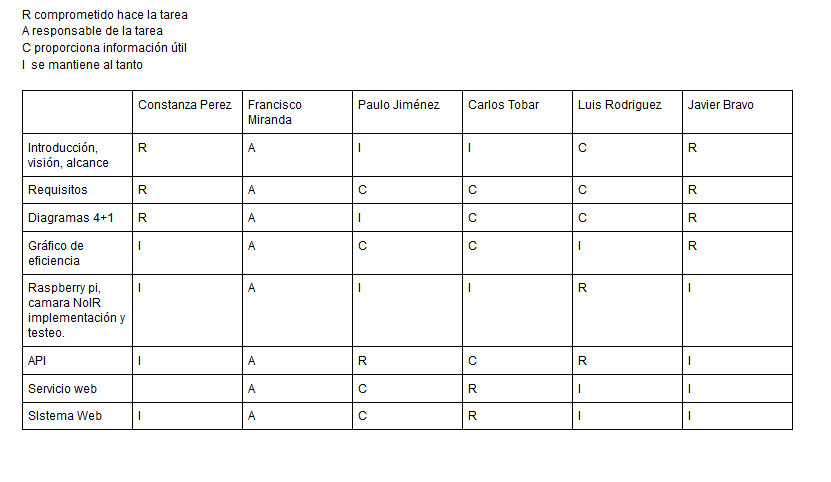 R comprometido hace la tarea
A responsable de la tarea
C proporciona información útil
I se mantiene al tanto
Constanza Perez Francisco Miranda Paulo Jiménez Carlos Tobar Luis Rodriguez Javier Bravo
Introducción, visión, alcance R A I I C R
Requisitos R A C C C R
Diagramas 4+1 R A I C C R
Gráfico de eficiencia I A C C I R
Raspberry pi, camara NoIR implementación y testeo. I A I I R I
API I A R C R I
Servicio web A C R I I
SIstema Web I A C R I I